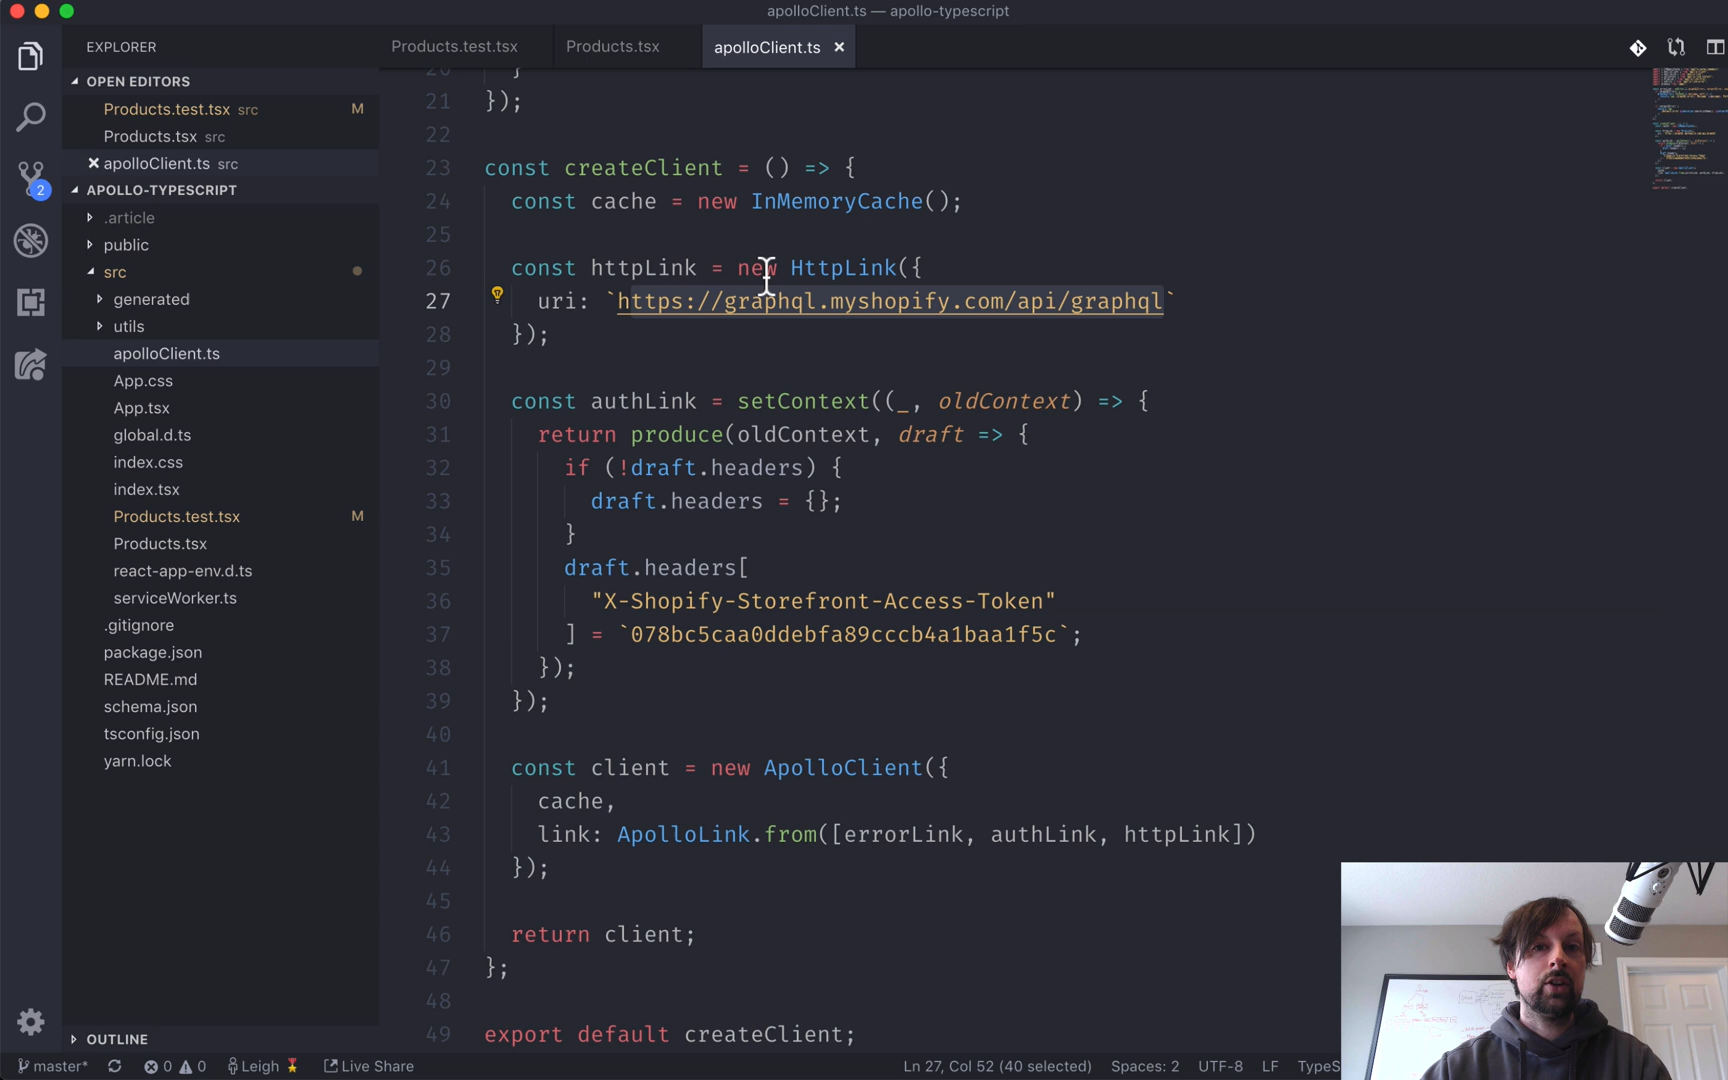 apolloClient.ts — apollo-typescript
EXPLORER
Products.test.tsx
Products.tsx
apolloClient.ts ×
OPEN EDITORS
Products.test.tsx src M
Products.tsx src
apolloClient.ts src
2
APOLLO-TYPESCRIPT
.article
public
src
generated
utils
apolloClient.ts
App.css
App.tsx
global.d.ts
index.css
index.tsx
Products.test.tsx M
Products.tsx
react-app-env.d.ts
serviceWorker.ts
.gitignore
package.json
README.md
schema.json
tsconfig.json
yarn.lock
OUTLINE
20 }
21 });
22
23 const createClient = () => {
24 const cache = new InMemoryCache();
25
26 const httpLink = new HttpLink({
27 uri: `https://graphql.myshopify.com/api/graphql`
28 });
29
30 const authLink = setContext((_, oldContext) => {
31 return produce(oldContext, draft => {
32 if (!draft.headers) {
33 draft.headers = {};
34 }
35 draft.headers[
36 "X-Shopify-Storefront-Access-Token"
37 ] = `078bc5caa0ddebfa89cccb4a1baa1f5c`;
38 });
39 });
40
41 const client = new ApolloClient({
42 cache,
43 link: ApolloLink.from([errorLink, authLink, httpLink])
44 });
45
46 return client;
47 };
48
49 export default createClient;
master* 0 0 Leigh Live Share Ln 27, Col 52 (40 selected) Spaces: 2 UTF-8 LF TypeS